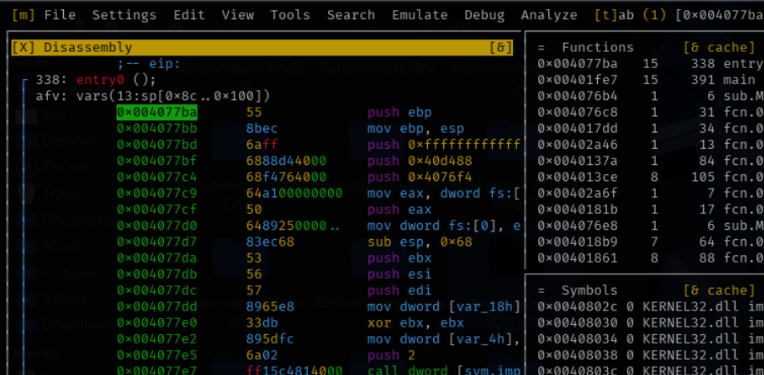 [m] File Settings Edit View Tools Search Emulate Debug Analyze [t]ab (1) [0×004077ba
[X] Disassembly [&]
;-- eip:
338: entry0 ();
afv: vars(13:sp[0×8c..0×100])
0×004077ba 55 push ebp
0×004077bb 8bec mov ebp, esp
0×004077bd 6aff push 0×ffffffffffff
0×004077bf 6888d44000 push 0×40d488
0×004077c4 68f4764000 push 0×4076f4
0×004077c9 64a100000000 mov eax, dword fs:[
0×004077cf 50 push eax
0×004077d0 6489250000.. mov dword fs:[0], e
0×004077d7 83ec68 sub esp, 0×68
0×004077da 53 push ebx
0×004077db 56 push esi
0×004077dc 57 push edi
0×004077dd 8965e8 mov dword [var_18h]
0×004077e0 33db xor ebx, ebx
0×004077e2 895dfc mov dword [var_4h],
0×004077e5 6a02 push 2
0×004077e7 ff15c4814000 call dword [sym.imp
= Functions [& cache]
0×004077ba 15 338 entry
0×00401fe7 15 391 main
0×004076b4 1 6 sub.M
0×004076c8 1 31 fcn.0
0×004017dd 1 34 fcn.0
0×00402a46 1 13 fcn.0
0×0040137a 1 84 fcn.0
0×004013ce 8 105 fcn.0
0×00402a6f 1 7 fcn.0
0×0040181b 1 17 fcn.0
0×004076e8 1 6 sub.M
0×004018b9 7 64 fcn.0
0×00401861 8 88 fcn.0
= Symbols [& cache]
0×0040802c 0 KERNEL32.dll im
0×00408030 0 KERNEL32.dll im
0×00408034 0 KERNEL32.dll im
0×00408038 0 KERNEL32.dll im
0×0040803c 0 KERNEL32.dll im
Desktop
Recent
Trash
Documents
Music
Pictures
Videos
Downloads
Devices